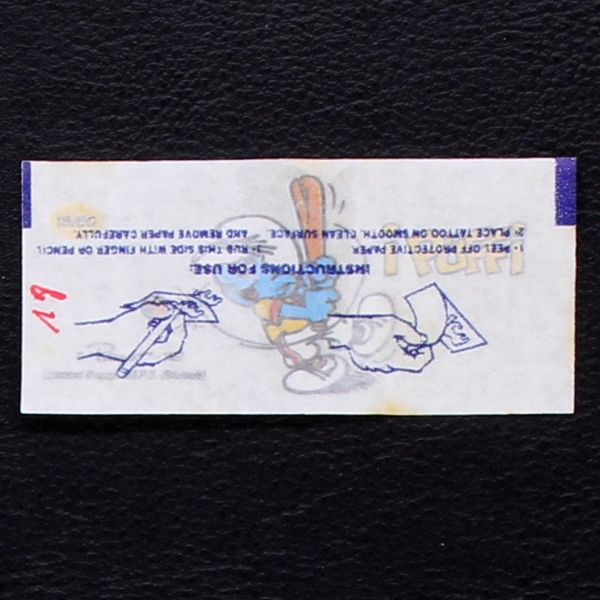 INSTRUCTIONS FOR USE:
1- PEEL OFF PROTECTIVE PAPER.
2- PLACE TATTOO ON SMOOTH, CLEAN SURFACE.
3- RUB THIS SIDE WITH FINGER OR PENCIL
AND REMOVE PAPER CAREFULLY.
I Puffi
19